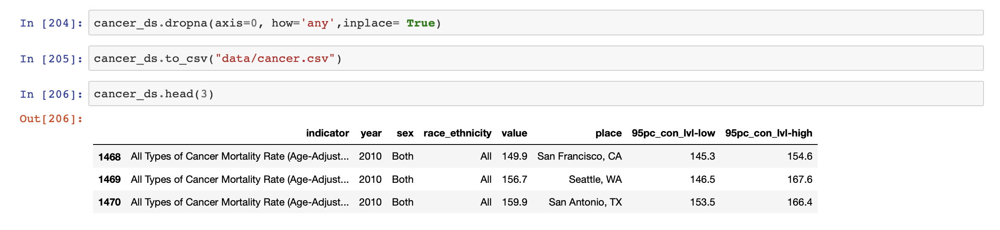 In [204]: cancer_ds.dropna(axis=0, how='any',inplace= True)
In [205]: cancer_ds.to_csv("data/cancer.csv")
In [206]: cancer_ds.head(3)
Out[206]:
indicator year sex race_ethnicity value place 95pc_con_lvl-low 95pc_con_lvl-high
1468 All Types of Cancer Mortality Rate (Age-Adjust... 2010 Both All 149.9 San Francisco, CA 145.3 154.6
1469 All Types of Cancer Mortality Rate (Age-Adjust... 2010 Both All 156.7 Seattle, WA 146.5 167.6
1470 All Types of Cancer Mortality Rate (Age-Adjust... 2010 Both All 159.9 San Antonio, TX 153.5 166.4